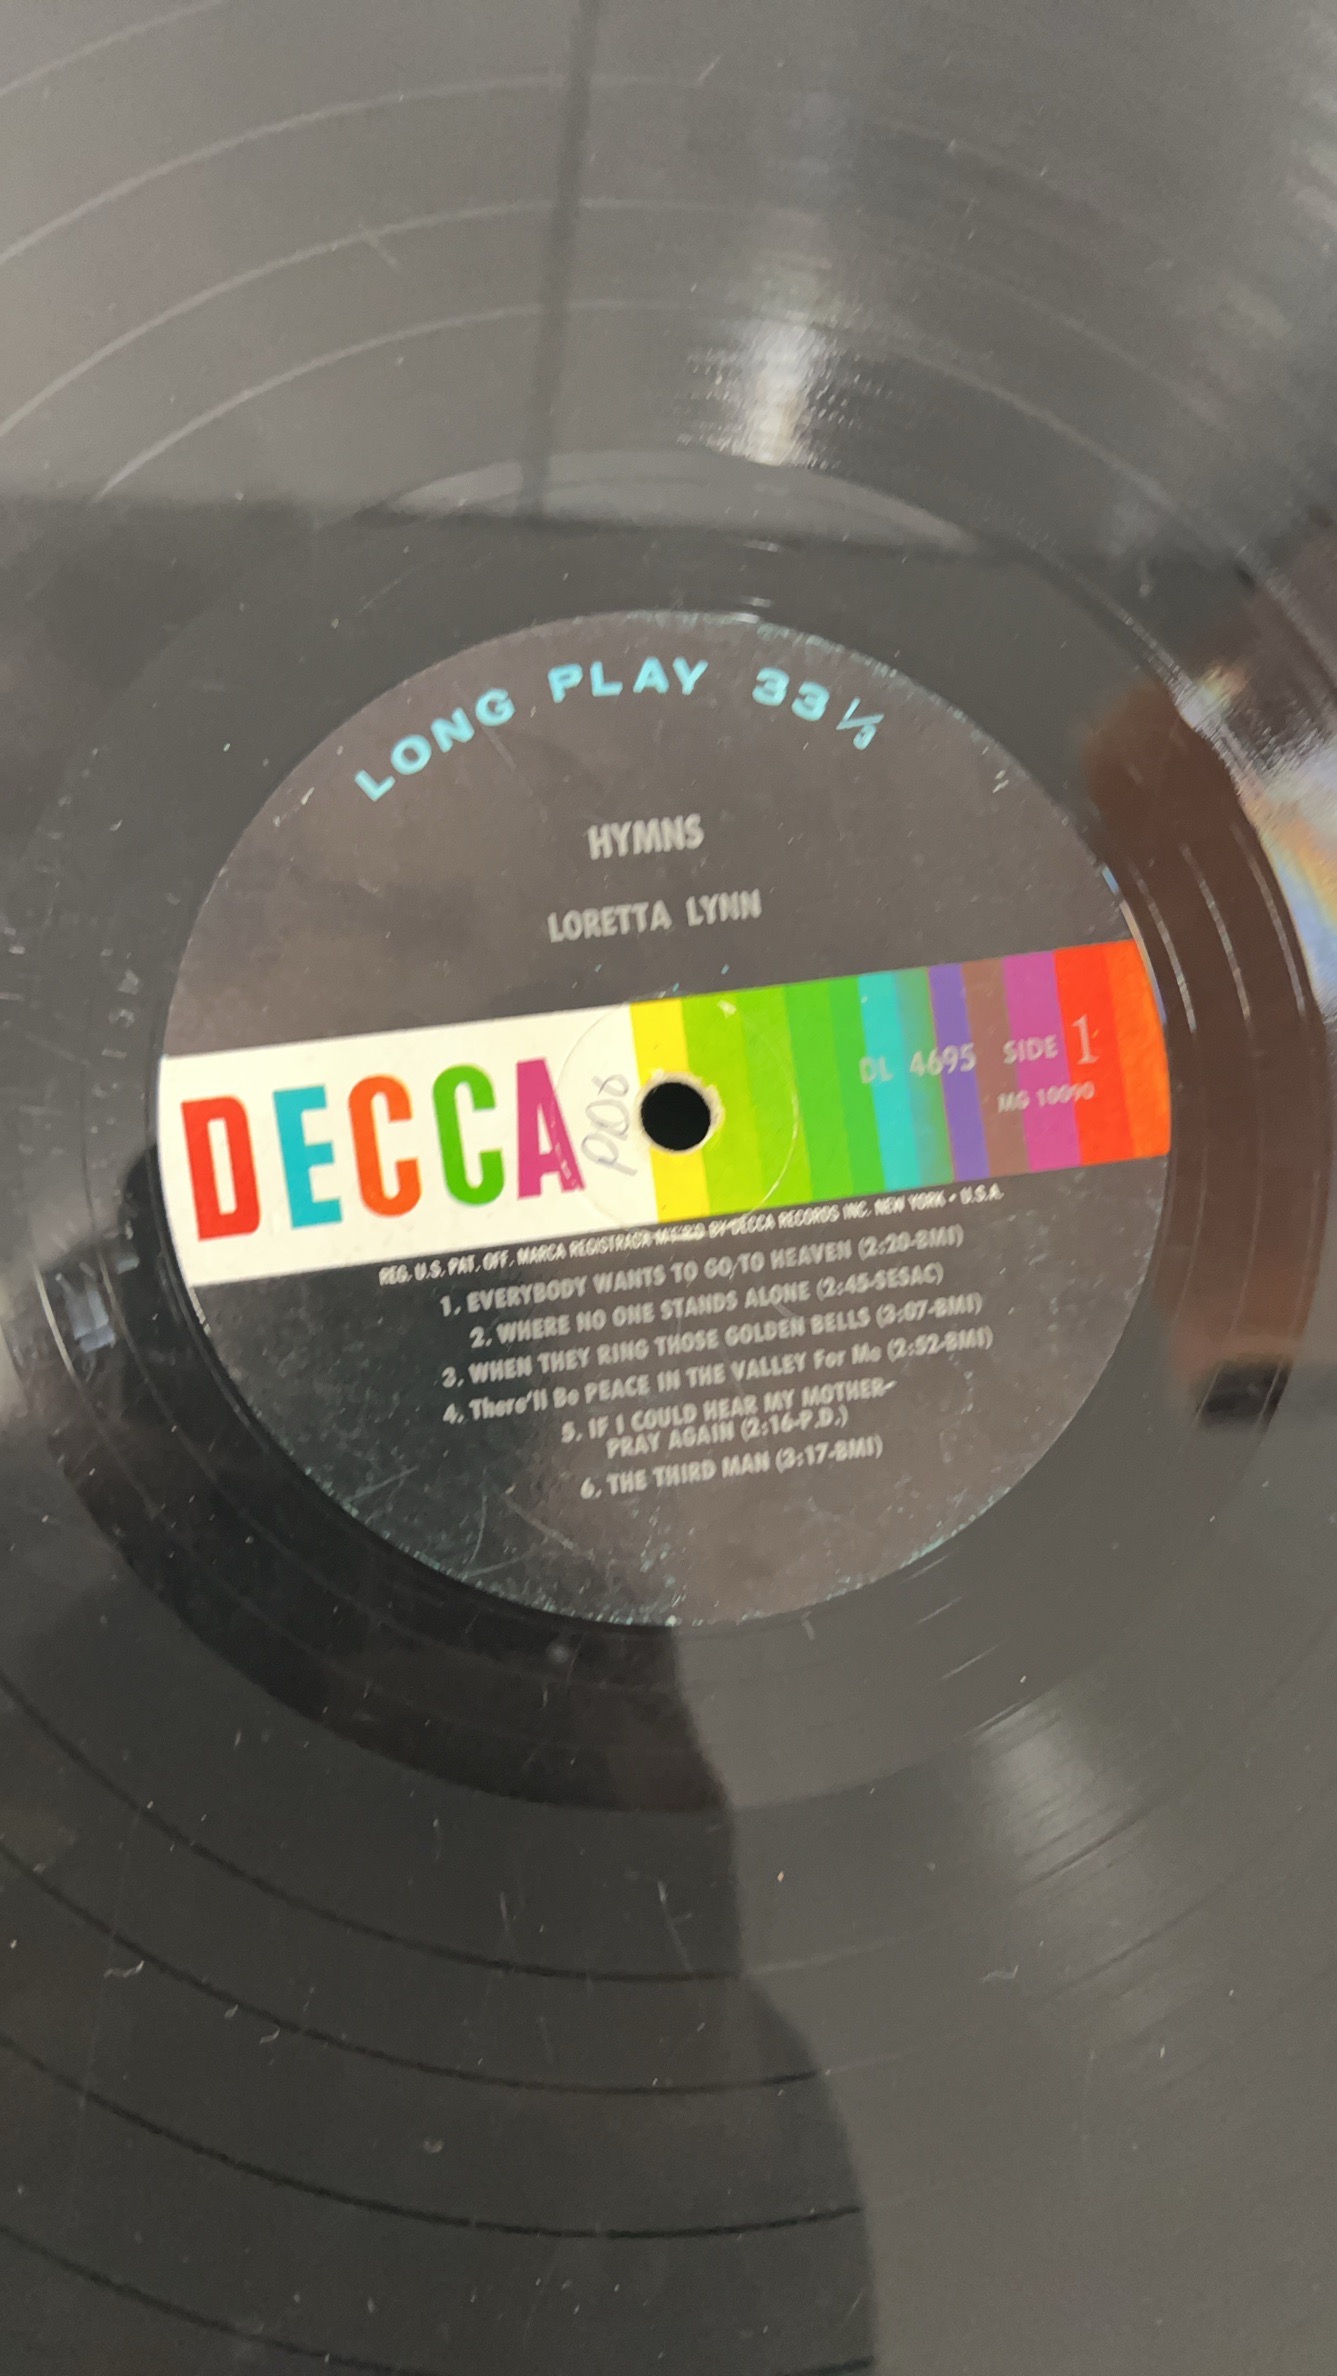 LONG PLAY 33⅓
HYMNS
LORETTA LYNN
DECCA
DL 4695 SIDE 1
MG 10090
REG. U.S. PAT. OFF. MARCA REGISTRADA BY DECCA RECORDS INC. NEW YORK • U.S.A.
1. EVERYBODY WANTS TO GO TO HEAVEN (2:20-BMI)
2. WHERE NO ONE STANDS ALONE (2:45-SESAC)
3. WHEN THEY RING THOSE GOLDEN BELLS (3:07-BMI)
4. There'll Be PEACE IN THE VALLEY For Me (2:52-BMI)
5. IF I COULD HEAR MY MOTHER-
PRAY AGAIN (2:16-P.D.)
6. THE THIRD MAN (3:17-BMI)